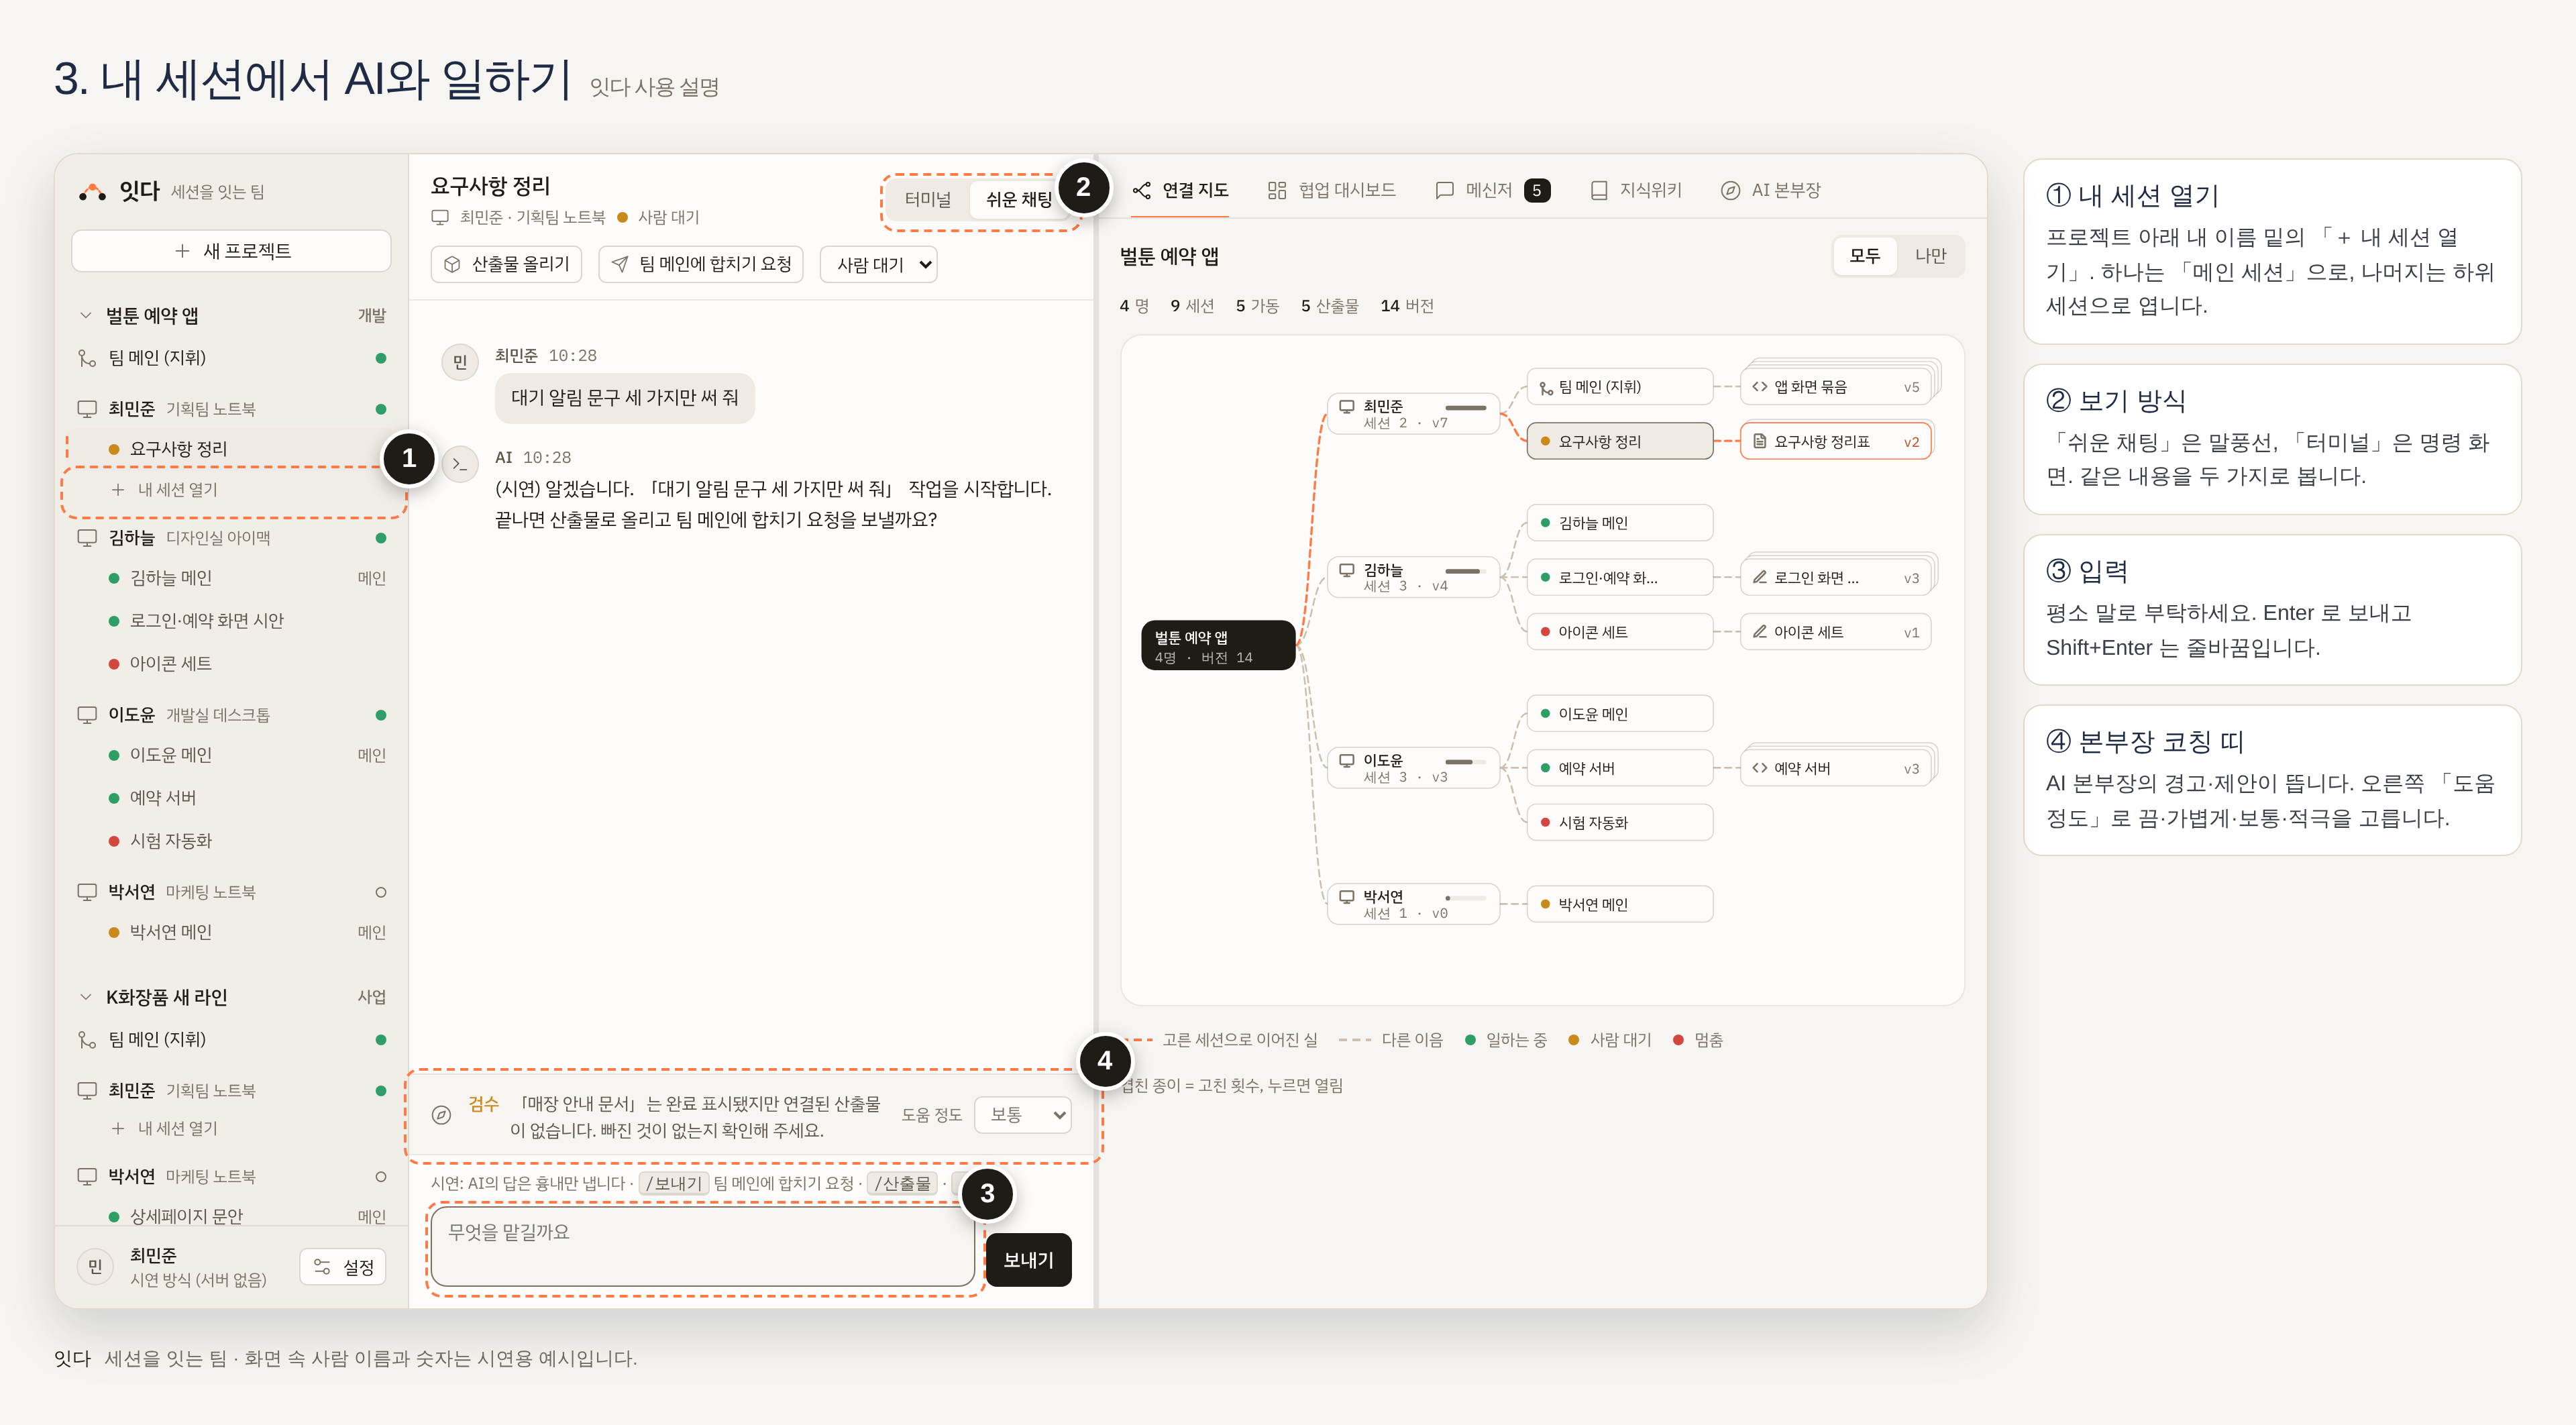 3. 내 세션에서 AI와 일하기 잇다 사용 설명
잇다 세션을 잇는 팀
+ 새 프로젝트
벌툰 예약 앱 개발
팀 메인 (지휘)
최민준 기획팀 노트북
요구사항 정리
+ 내 세션 열기
김하늘 디자인실 아이맥
김하늘 메인 메인
로그인·예약 화면 시안
아이콘 세트
이도윤 개발실 데스크톱
이도윤 메인 메인
예약 서버
시험 자동화
박서연 마케팅 노트북
박서연 메인 메인
K화장품 새 라인 사업
팀 메인 (지휘)
최민준 기획팀 노트북
+ 내 세션 열기
박서연 마케팅 노트북
상세페이지 문안 메인
민 최민준
시연 방식 (서버 없음)
설정
1
요구사항 정리
최민준 · 기획팀 노트북 사람 대기
터미널 쉬운 채팅
2
산출물 올리기 팀 메인에 합치기 요청 사람 대기
민 최민준 10:28
대기 알림 문구 세 가지만 써 줘
AI 10:28
(시연) 알겠습니다. 「대기 알림 문구 세 가지만 써 줘」 작업을 시작합니다.
끝나면 산출물로 올리고 팀 메인에 합치기 요청을 보낼까요?
4
검수 「매장 안내 문서」는 완료 표시됐지만 연결된 산출물
이 없습니다. 빠진 것이 없는지 확인해 주세요.
도움 정도 보통
시연: AI의 답은 흉내만 냅니다 · /보내기 팀 메인에 합치기 요청 · /산출물 ·
3
무엇을 맡길까요
보내기
연결 지도 협업 대시보드 메신저 5 지식위키 AI 본부장
벌툰 예약 앱
모두 나만
4 명 9 세션 5 가동 5 산출물 14 버전
벌툰 예약 앱
4명 · 버전 14
최민준
세션 2 · v7
팀 메인 (지휘) 앱 화면 묶음 v5
요구사항 정리 요구사항 정리표 v2
김하늘
세션 3 · v4
김하늘 메인
로그인·예약 화... 로그인 화면 ... v3
아이콘 세트 아이콘 세트 v1
이도윤
세션 3 · v3
이도윤 메인
예약 서버 예약 서버 v3
시험 자동화
박서연
세션 1 · v0
박서연 메인
고른 세션으로 이어진 실 다른 이음 일하는 중 사람 대기 멈춤
친 종이 = 고친 횟수, 누르면 열림
① 내 세션 열기
프로젝트 아래 내 이름 밑의 「+ 내 세션 열
기」. 하나는 「메인 세션」으로, 나머지는 하위
세션으로 엽니다.
② 보기 방식
「쉬운 채팅」은 말풍선, 「터미널」은 명령 화
면. 같은 내용을 두 가지로 봅니다.
③ 입력
평소 말로 부탁하세요. Enter 로 보내고
Shift+Enter 는 줄바꿈입니다.
④ 본부장 코칭 띠
AI 본부장의 경고·제안이 뜹니다. 오른쪽 「도움
정도」로 끔·가볍게·보통·적극을 고릅니다.
잇다 세션을 잇는 팀 · 화면 속 사람 이름과 숫자는 시연용 예시입니다.